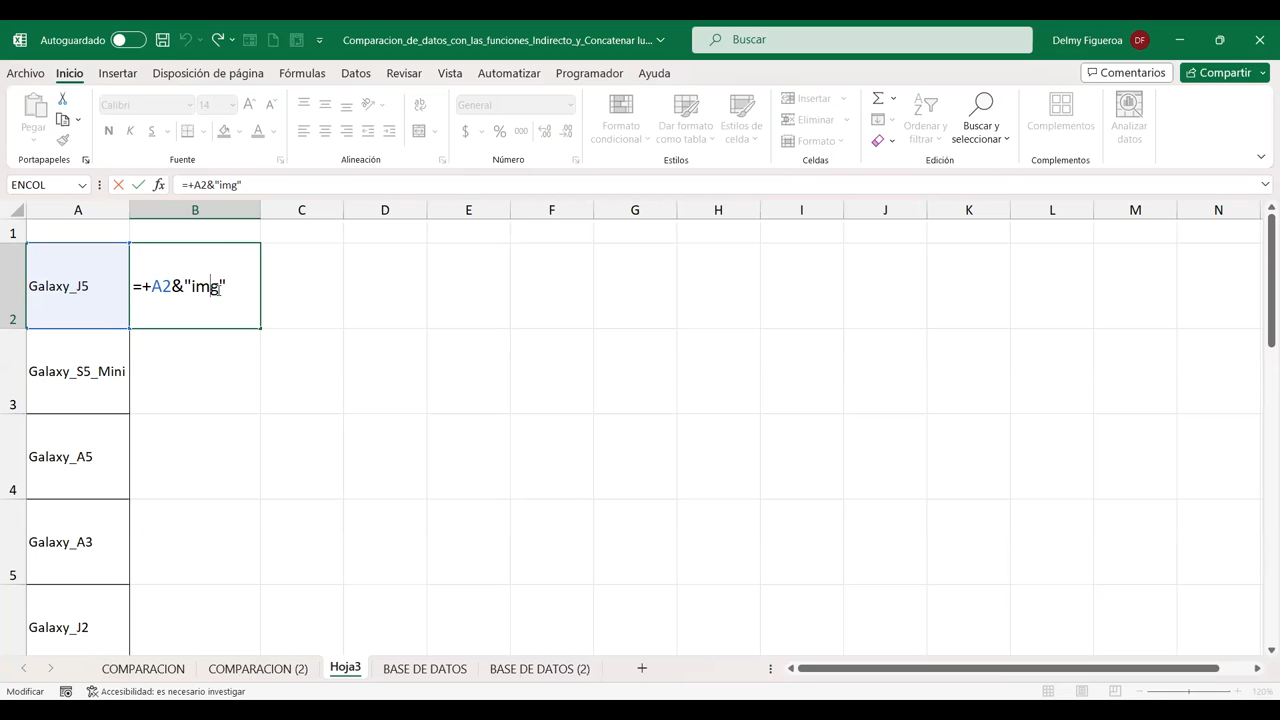 Autoguardado
Comparacion_de_datos_con_las_funciones_Indirecto_y_Concatenar lu...
Buscar
Delmy Figueroa
DF
Archivo Inicio Insertar Disposición de página Fórmulas Datos Revisar Vista Automatizar Programador Ayuda
Comentarios
Compartir
Pegar
Portapapeles
Calibri 14
N K S
Fuente
Alineación
General
$ % 000
Número
Formato condicional
Dar formato como tabla
Estilos de celda
Estilos
Insertar
Eliminar
Formato
Celdas
Ordenar y filtrar
Buscar y seleccionar
Edición
Complementos
Complementos
Analizar datos
ENCOL
fx
=+A2&"img"
A B C D E F G H I J K L M N
1
2 Galaxy_J5 =+A2&"img"
3 Galaxy_S5_Mini
4 Galaxy_A5
5 Galaxy_A3
Galaxy_J2
COMPARACION COMPARACION (2) Hoja3 BASE DE DATOS BASE DE DATOS (2)
Modificar
Accesibilidad: es necesario investigar
120%